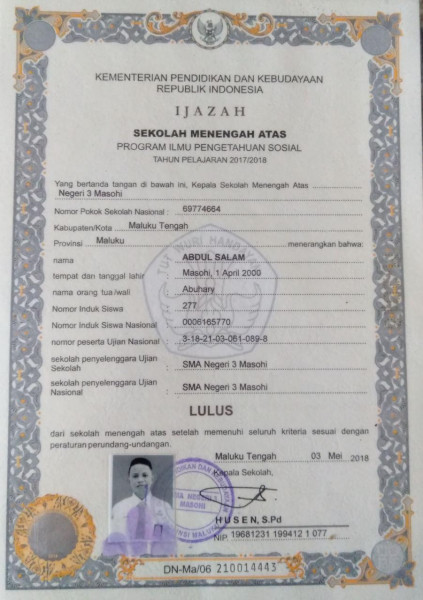 KEMENTERIAN PENDIDIKAN DAN KEBUDAYAAN
REPUBLIK INDONESIA
IJAZAH
SEKOLAH MENENGAH ATAS
PROGRAM ILMU PENGETAHUAN SOSIAL
TAHUN PELAJARAN 2017/2018
Yang bertanda tangan di bawah ini, Kepala Sekolah Menengah Atas
Negeri 3 Masohi
Nomor Pokok Sekolah Nasional : 69774664
Kabupaten/Kota Maluku Tengah
Provinsi Maluku menerangkan bahwa:
nama : ABDUL SALAM
tempat dan tanggal lahir : Masohi, 1 April 2000
nama orang tua/wali : Abuhary
Nomor Induk Siswa : 277
Nomor Induk Siswa Nasional : 0006165770
nomor peserta Ujian Nasional : 3-18-21-03-061-089-8
sekolah penyelenggara Ujian Sekolah : SMA Negeri 3 Masohi
sekolah penyelenggara Ujian Nasional : SMA Negeri 3 Masohi
LULUS
dari sekolah menengah atas setelah memenuhi seluruh kriteria sesuai dengan
peraturan perundang-undangan.
Maluku Tengah 03 Mei 2018
Kepala Sekolah,
MASOHI
HUSEN, S.Pd
NIP. 19681231 199412 1 077
DN-Ma/06 210014443